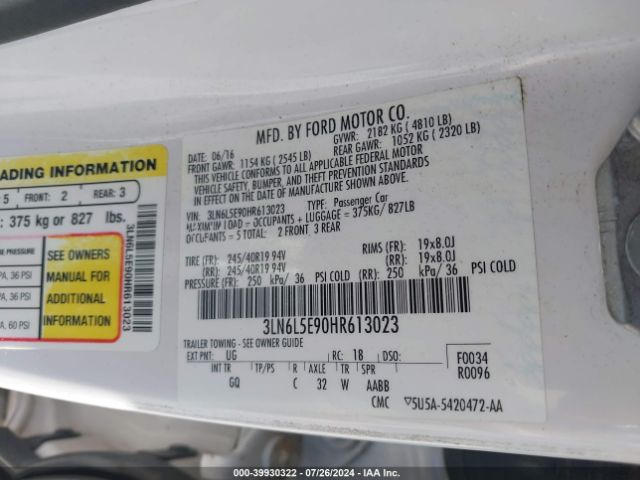 MFD. BY FORD MOTOR CO.
DATE: 06/16 GVWR: 2182 KG ( 4810 LB)
FRONT GAWR: 1154 KG ( 2545 LB) REAR GAWR: 1052 KG ( 2320 LB)
THIS VEHICLE CONFORMS TO ALL APPLICABLE FEDERAL MOTOR
VEHICLE SAFETY, BUMPER, AND THEFT PREVENTION STANDARDS
IN EFFECT ON THE DATE OF MANUFACTURE SHOWN ABOVE.
VIN: 3LN6L5E90HR613023 TYPE: Passenger Car
MAXIMUM LOAD = OCCUPANTS + LUGGAGE = 375KG/ 827LB
OCCUPANTS = 5 TOTAL: 2 FRONT, 3 REAR
TIRE (FR): 245/40R19 94V RIMS (FR): 19x8.0J
(RR): 245/40R19 94V (RR): 19x8.0J
PRESSURE (FR): 250 kPa/ 36 PSI COLD (RR): 250 kPa/ 36 PSI COLD
3LN6L5E90HR613023
TRAILER TOWING - SEE OWNER GUIDE
EXT PNT: UG RC: 18 DSO: F0034
R0096
INT TR TP/PS R AXLE TR SPR
GQ C 32 W AABB
CMC 5U5A-5420472-AA
ADING INFORMATION
5 FRONT: 2 REAR: 3
: 375 kg or 827 lbs.
E PRESSURE
PA, 36 PSI
PA, 36 PSI
A, 60 PSI
SEE OWNERS
MANUAL FOR
ADDITIONAL
INFORMATION
3LN6L5E90HR613023
000-39930322 | 07/26/2024 | IAA Inc.